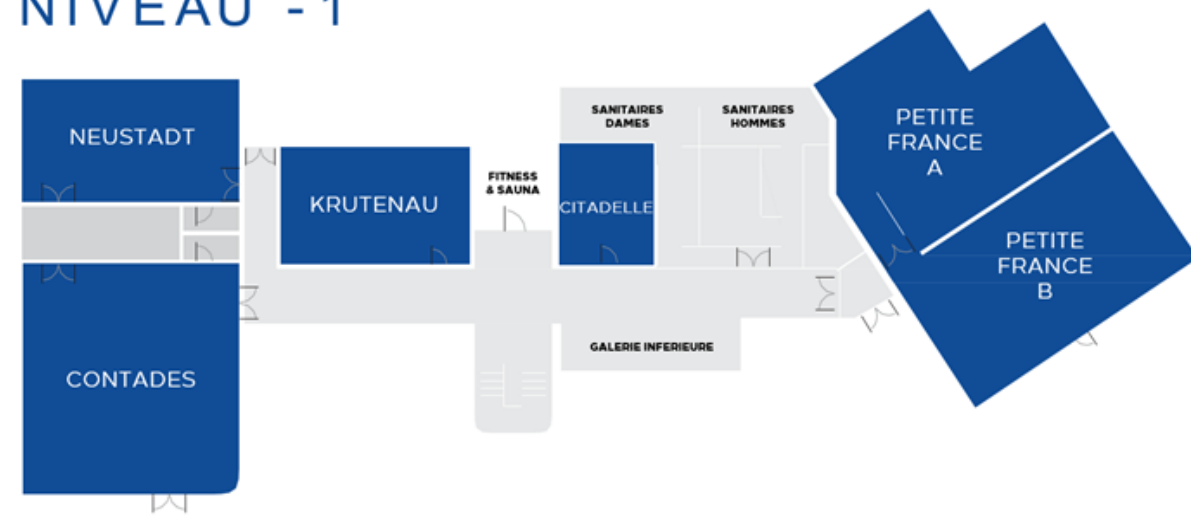 NIVEAU -1
NEUSTADT
KRUTENAU
FITNESS
& SAUNA
SANITAIRES
DAMES
SANITAIRES
HOMMES
CITADELLE
PETITE
FRANCE
A
PETITE
FRANCE
B
CONTADES
GALERIE INFERIEURE